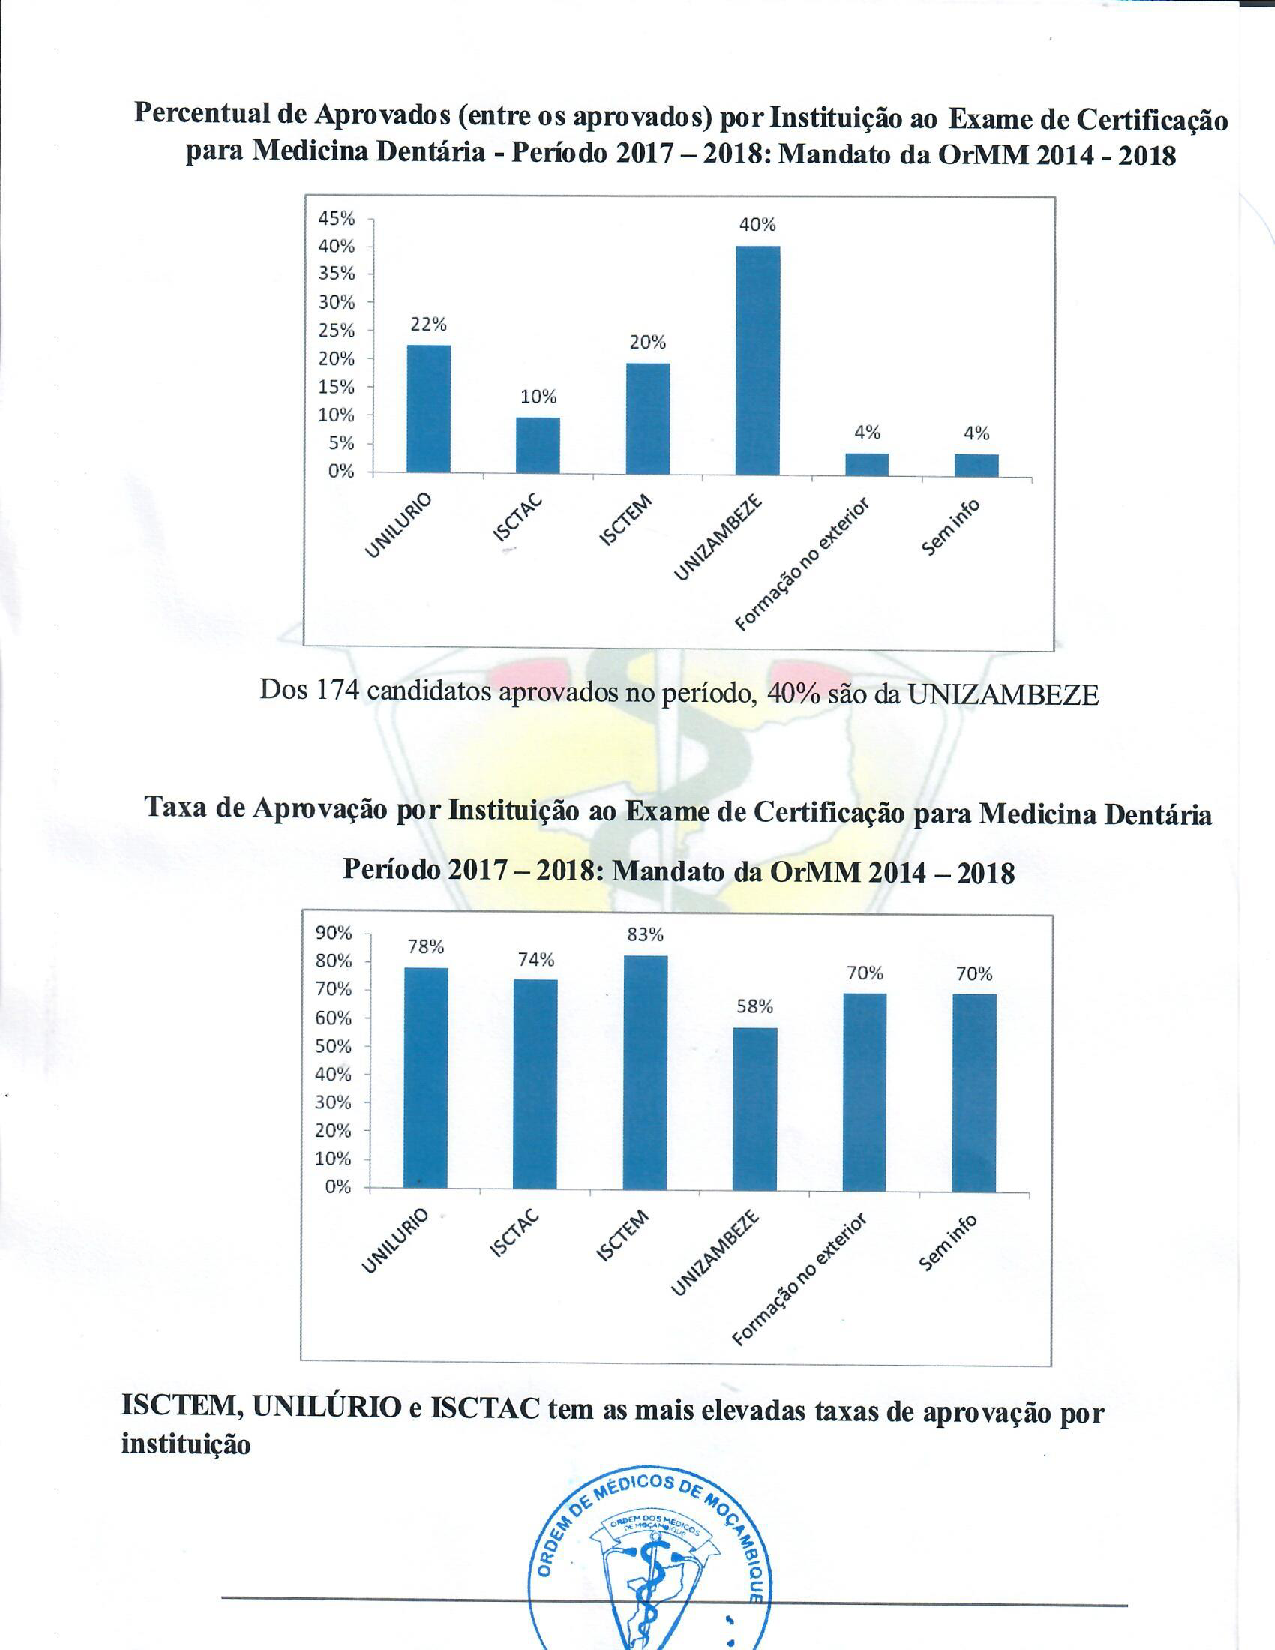 Percentual de Aprovados (entre os aprovados) por Instituição ao Exame de Certificação
para Medicina Dentária - Período 2017 – 2018: Mandato da OrMM 2014 - 2018
45%
40%
35%
30%
25%
20%
15%
10%
5%
0%
22%
10%
20%
40%
4%
4%
UNILURIO
ISCTAC
ISCTEM
UNIZAMBEZE
Formação no exterior
Sem info
Dos 174 candidatos aprovados no período, 40% são da UNIZAMBEZE
Taxa de Aprovação por Instituição ao Exame de Certificação para Medicina Dentária
Período 2017 – 2018: Mandato da OrMM 2014 – 2018
90%
80%
70%
60%
50%
40%
30%
20%
10%
0%
78%
74%
83%
58%
70%
70%
UNILURIO
ISCTAC
ISCTEM
UNIZAMBEZE
Formação no exterior
Sem info
ISCTEM, UNILÚRIO e ISCTAC tem as mais elevadas taxas de aprovação por
instituição
ORDEM DE MÉDICOS DE MOÇAMBIQUE
ORDEM DOS MEDICOS
DE MOÇAMBIQUE